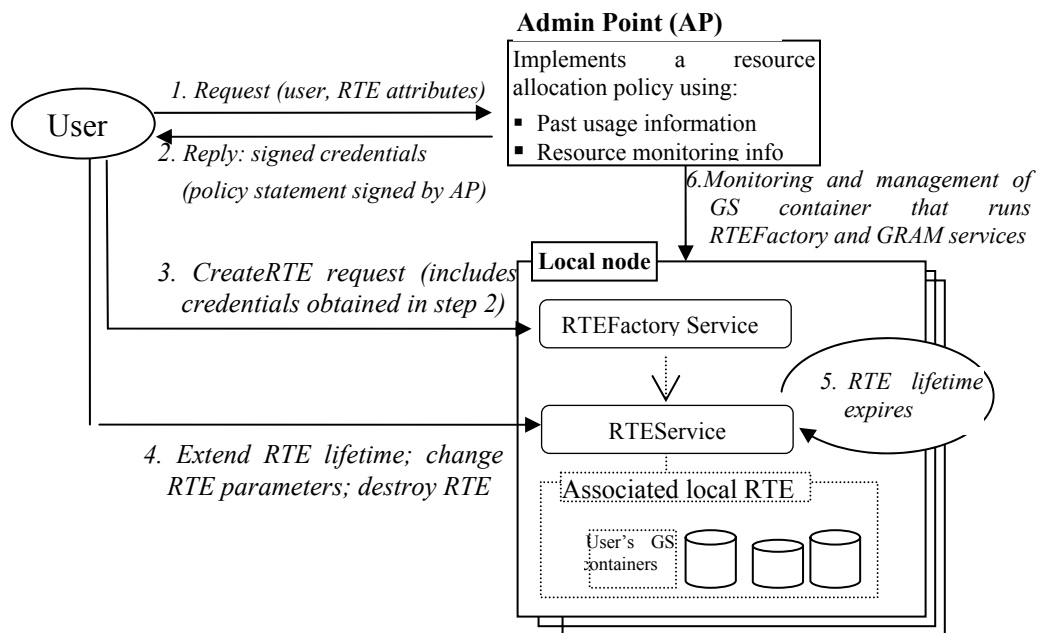 Admin Point (AP)
Implements a resource
allocation policy using:
▪ Past usage information
▪ Resource monitoring info
1. Request (user, RTE attributes)
User
2. Reply: signed credentials
(policy statement signed by AP)
6.Monitoring and management of
GS container that runs
RTEFactory and GRAM services
3. CreateRTE request (includes
credentials obtained in step 2)
Local node
RTEFactory Service
5. RTE lifetime
expires
RTEService
4. Extend RTE lifetime; change
RTE parameters; destroy RTE
Associated local RTE
User's GS
containers